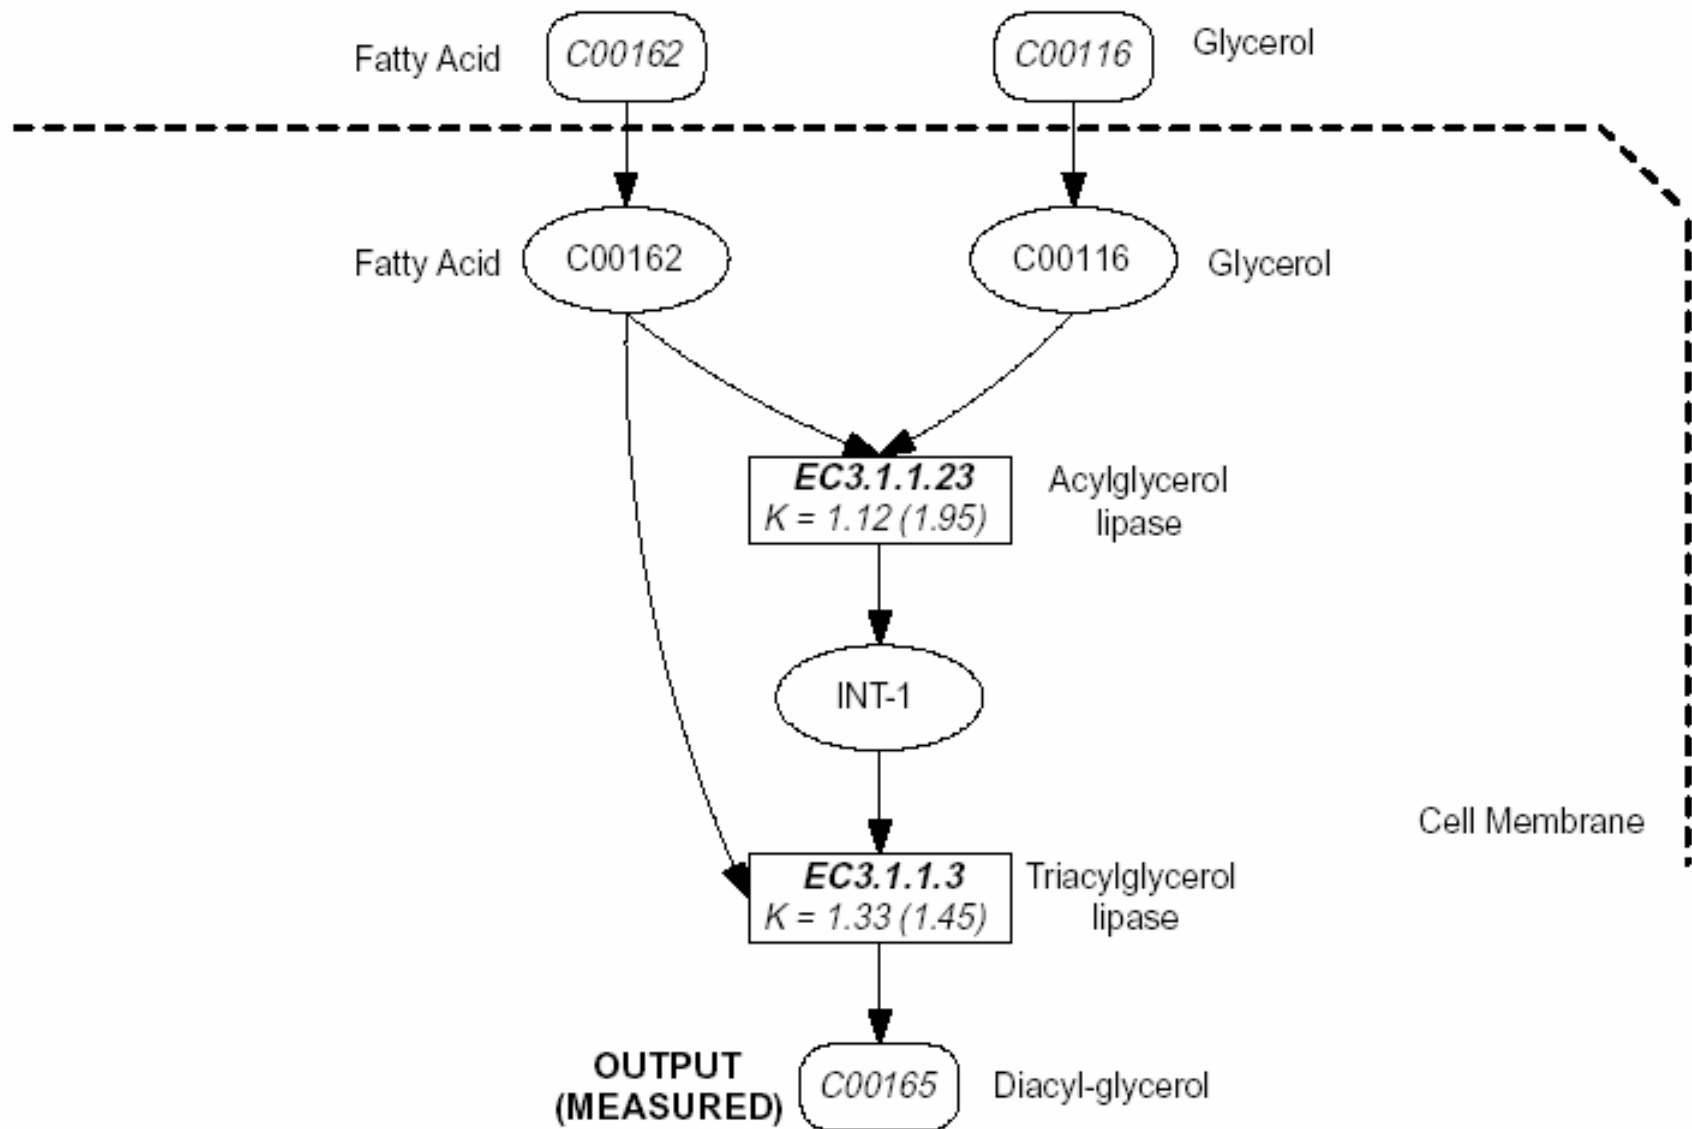 Fatty Acid
C00162
C00116
Glycerol
Fatty Acid
C00162
C00116
Glycerol
EC3.1.1.23
K = 1.12 (1.95)
Acylglycerol
lipase
INT-1
Cell Membrane
EC3.1.1.3
K = 1.33 (1.45)
Triacylglycerol
lipase
OUTPUT
(MEASURED)
C00165
Diacyl-glycerol